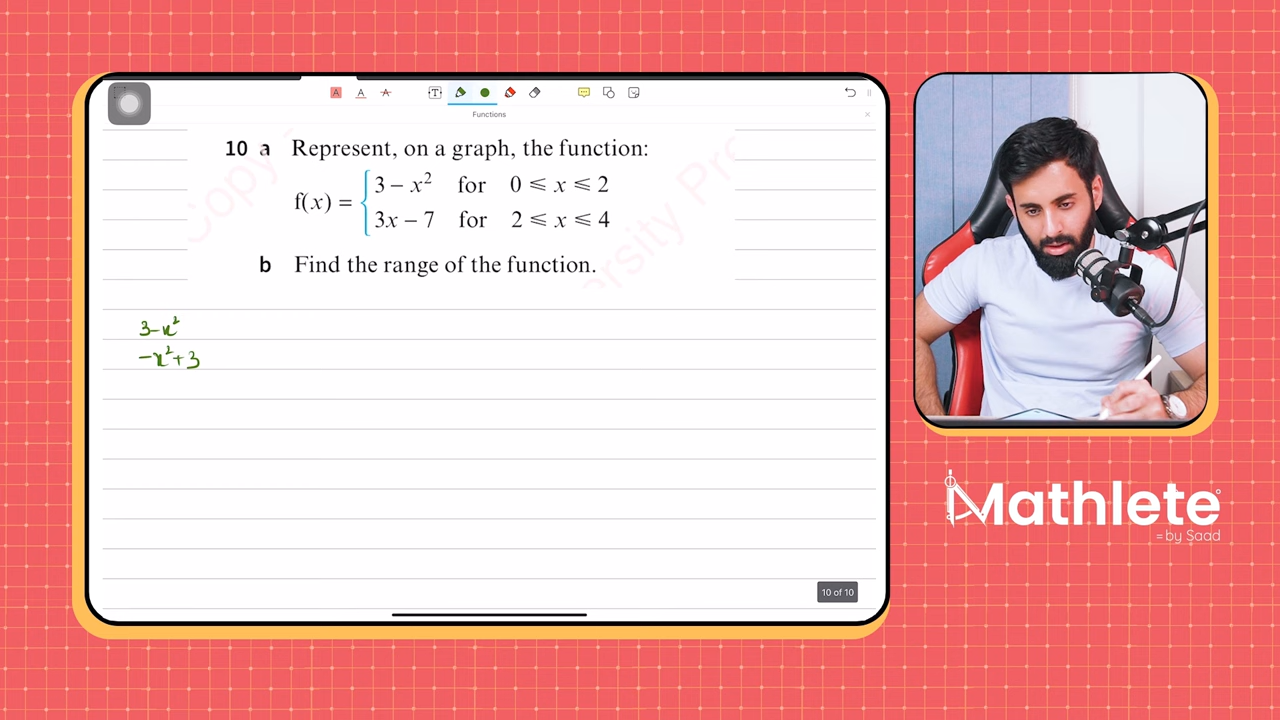 A A A T
Functions
10 a Represent, on a graph, the function:
f(x) = { 3 − x² for 0 ⩽ x ⩽ 2
3x − 7 for 2 ⩽ x ⩽ 4
b Find the range of the function.
3-x²
-x²+3
10 of 10
Mathlete
= by Saad